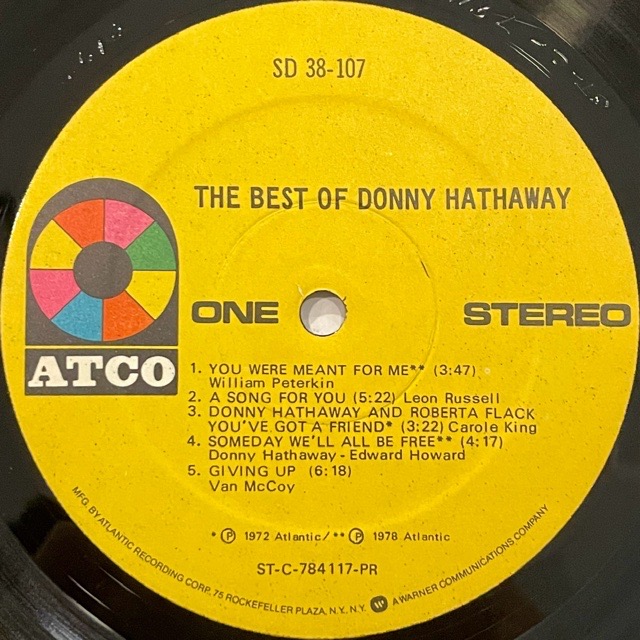 SD 38-107
THE BEST OF DONNY HATHAWAY
ONE
STEREO
ATCO
1. YOU WERE MEANT FOR ME** (3:47)
William Peterkin
2. A SONG FOR YOU (5:22) Leon Russell
3. DONNY HATHAWAY AND ROBERTA FLACK
YOU'VE GOT A FRIEND* (3:22) Carole King
4. SOMEDAY WE'LL ALL BE FREE** (4:17)
Donny Hathaway - Edward Howard
5. GIVING UP (6:18)
Van McCoy
* ℗ 1972 Atlantic/** ℗ 1978 Atlantic
ST-C-784117-PR
MFG. BY ATLANTIC RECORDING CORP. 75 ROCKEFELLER PLAZA, N.Y. N.Y. W A WARNER COMMUNICATIONS COMPANY